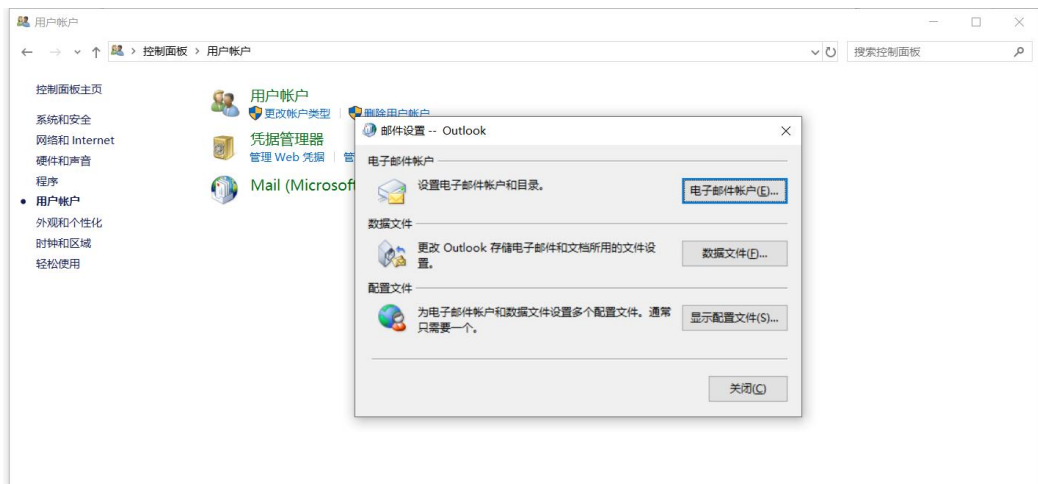 用户帐户
控制面板 › 用户帐户
搜索控制面板
控制面板主页
系统和安全
网络和 Internet
硬件和声音
程序
用户帐户
外观和个性化
时钟和区域
轻松使用
用户帐户
更改帐户类型
删除用户帐户
凭据管理器
管理 Web 凭据
管
Mail (Microsoft
邮件设置 -- Outlook
电子邮件帐户
设置电子邮件帐户和目录。
电子邮件帐户(E)...
数据文件
更改 Outlook 存储电子邮件和文档所用的文件设
置。
数据文件(F)...
配置文件
为电子邮件帐户和数据文件设置多个配置文件。通常
只需要一个。
显示配置文件(S)...
关闭(C)